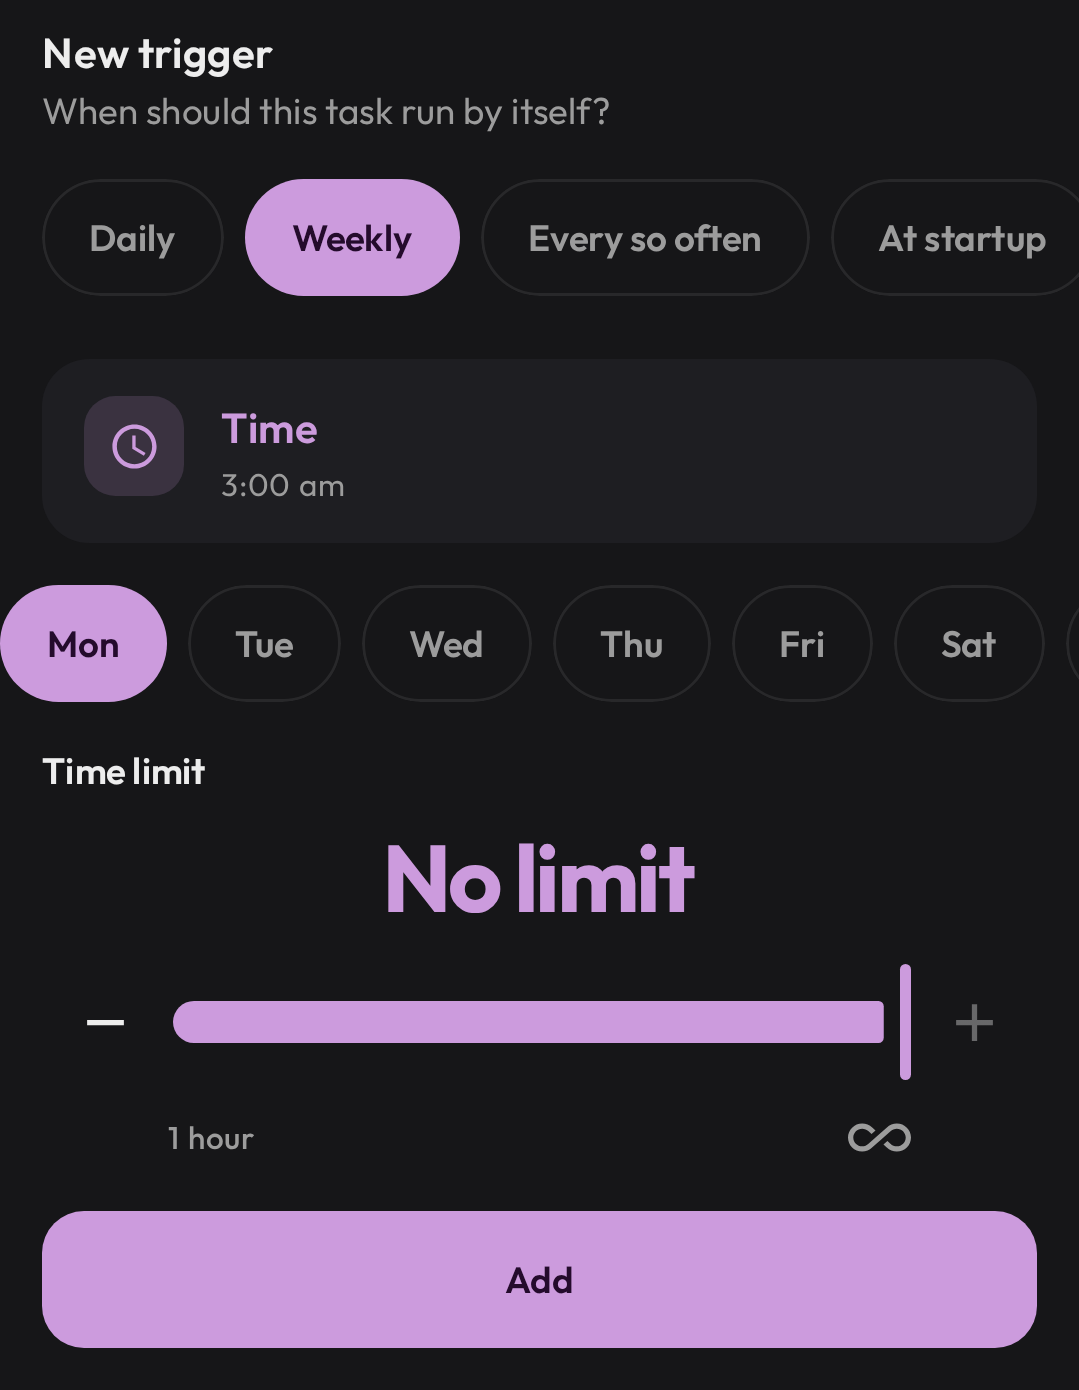 New trigger
When should this task run by itself?
Daily Weekly Every so often At startup
Time
3:00 am
Mon Tue Wed Thu Fri Sat
Time limit
No limit
1 hour
Add